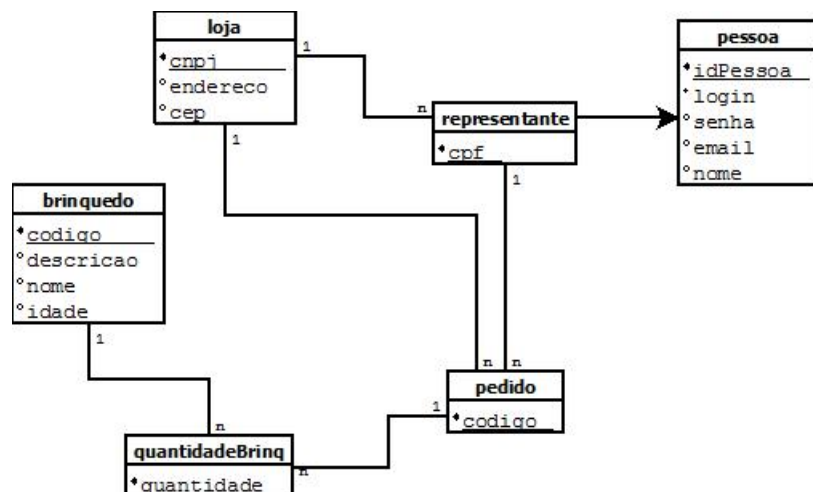 loja
cnpj
endereco
cep
1
1
n
representante
cpf
1
pessoa
idPessoa
login
senha
email
nome
brinquedo
codigo
descricao
nome
idade
1
n
n
n
pedido
codigo
1
n
quantidadeBrinq
quantidade